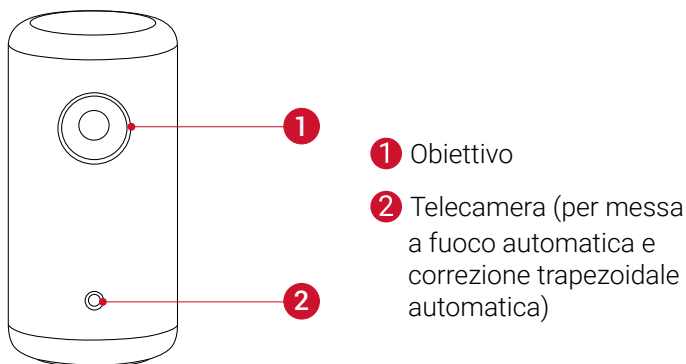 1
2
1 Obiettivo
2 Telecamera (per messa
a fuoco automatica e
correzione trapezoidale
automatica)